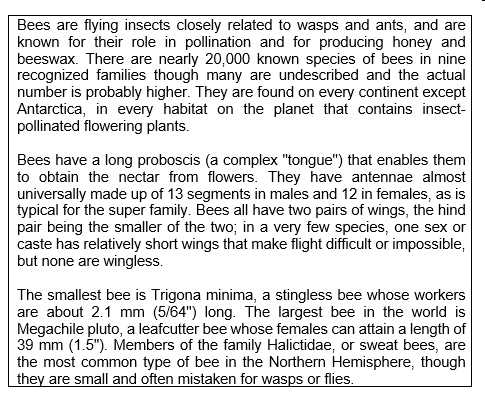 Bees are flying insects closely related to wasps and ants, and are
known for their role in pollination and for producing honey and
beeswax. There are nearly 20,000 known species of bees in nine
recognized families though many are undescribed and the actual
number is probably higher. They are found on every continent except
Antarctica, in every habitat on the planet that contains insect-
pollinated flowering plants.

Bees have a long proboscis (a complex "tongue") that enables them
to obtain the nectar from flowers. They have antennae almost
universally made up of 13 segments in males and 12 in females, as is
typical for the super family. Bees all have two pairs of wings, the hind
pair being the smaller of the two; in a very few species, one sex or
caste has relatively short wings that make flight difficult or impossible,
but none are wingless.

The smallest bee is Trigona minima, a stingless bee whose workers
are about 2.1 mm (5/64") long. The largest bee in the world is
Megachile pluto, a leafcutter bee whose females can attain a length of
39 mm (1.5"). Members of the family Halictidae, or sweat bees, are
the most common type of bee in the Northern Hemisphere, though
they are small and often mistaken for wasps or flies.